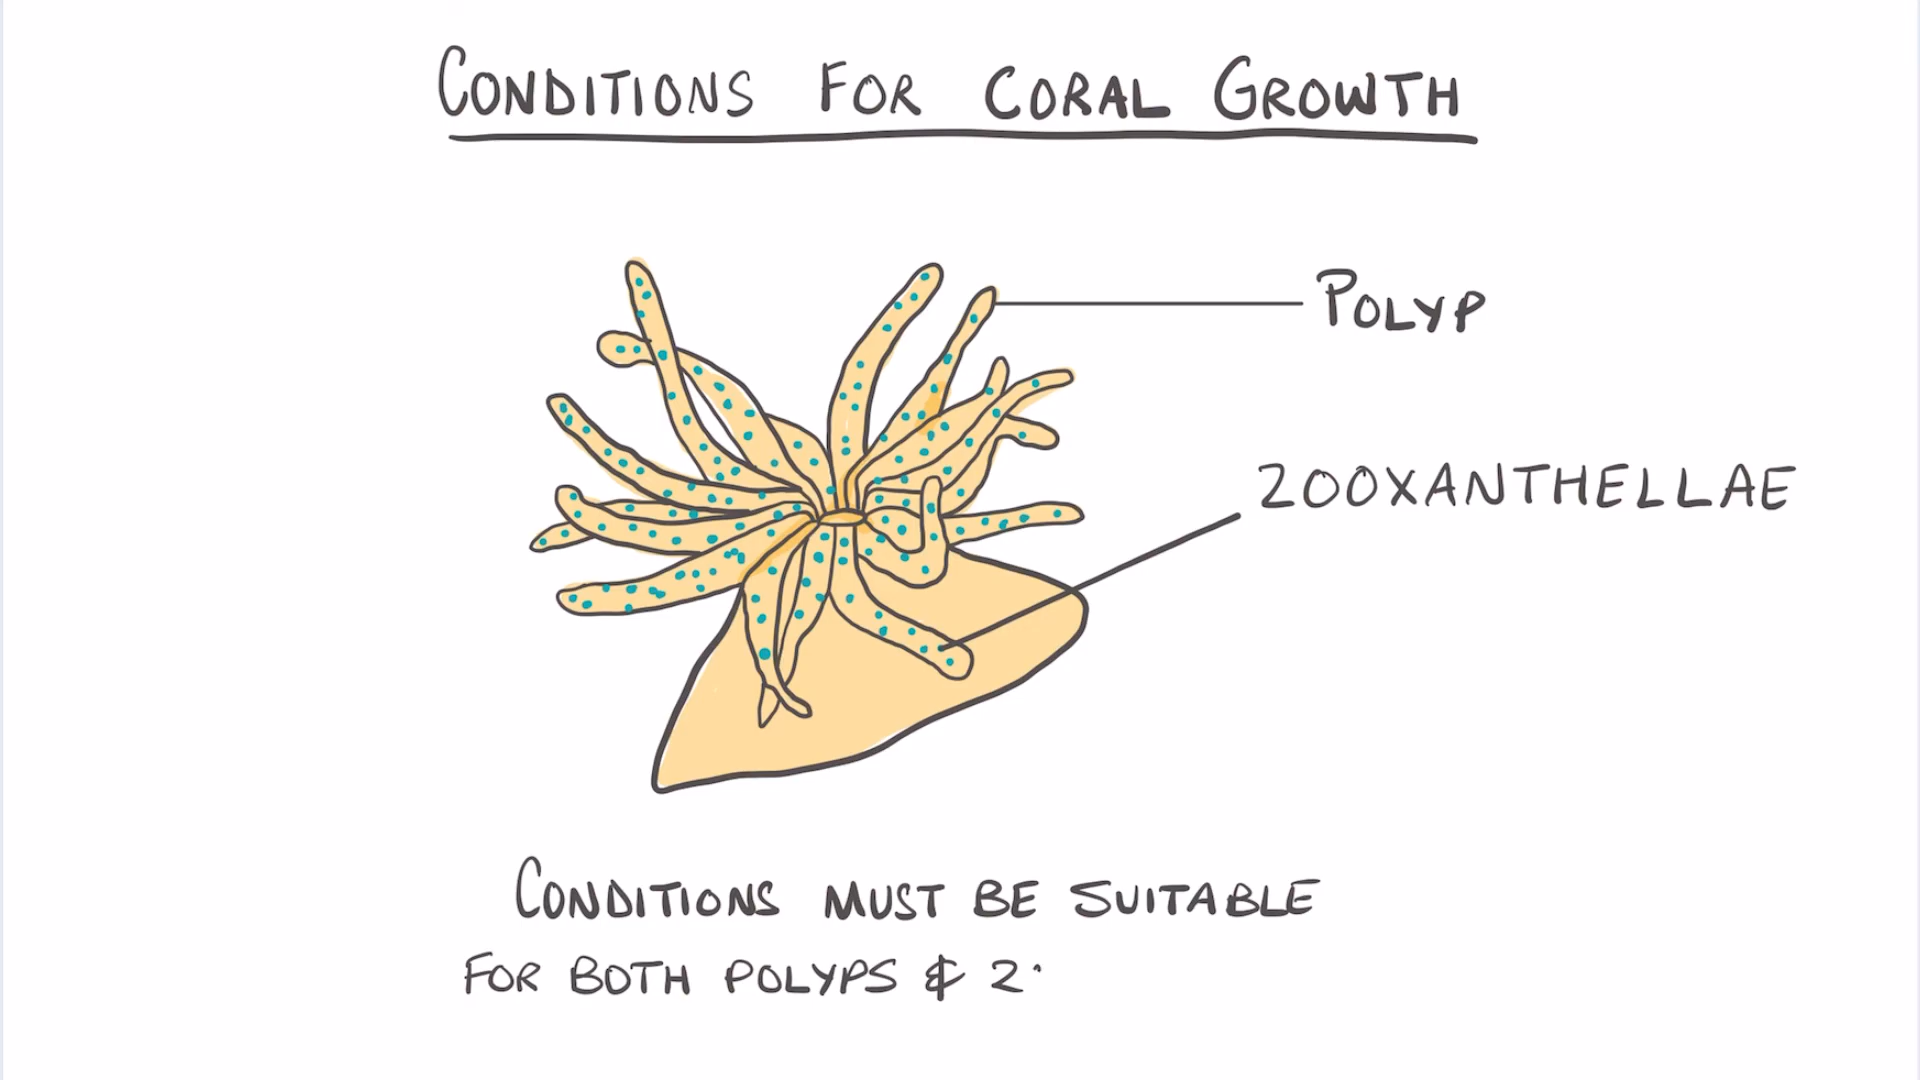 CONDITIONS FOR CORAL GROWTH
POLYP
ZOOXANTHELLAE
CONDITIONS MUST BE SUITABLE
FOR BOTH POLYPS & Z